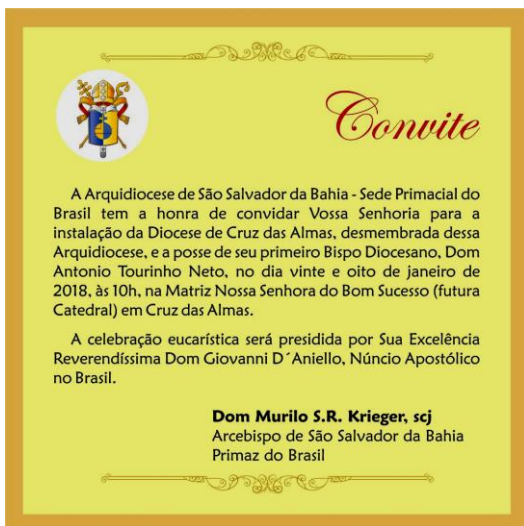 Convite
A Arquidiocese de São Salvador da Bahia - Sede Primacial do
Brasil tem a honra de convidar Vossa Senhoria para a
instalação da Diocese de Cruz das Almas, desmembrada dessa
Arquidiocese, e a posse de seu primeiro Bispo Diocesano, Dom
Antonio Tourinho Neto, no dia vinte e oito de janeiro de
2018, às 10h, na Matriz Nossa Senhora do Bom Sucesso (futura
Catedral) em Cruz das Almas.
A celebração eucarística será presidida por Sua Excelência
Reverendíssima Dom Giovanni D´Aniello, Núncio Apostólico
no Brasil.
Dom Murilo S.R. Krieger, scj
Arcebispo de São Salvador da Bahia
Primaz do Brasil